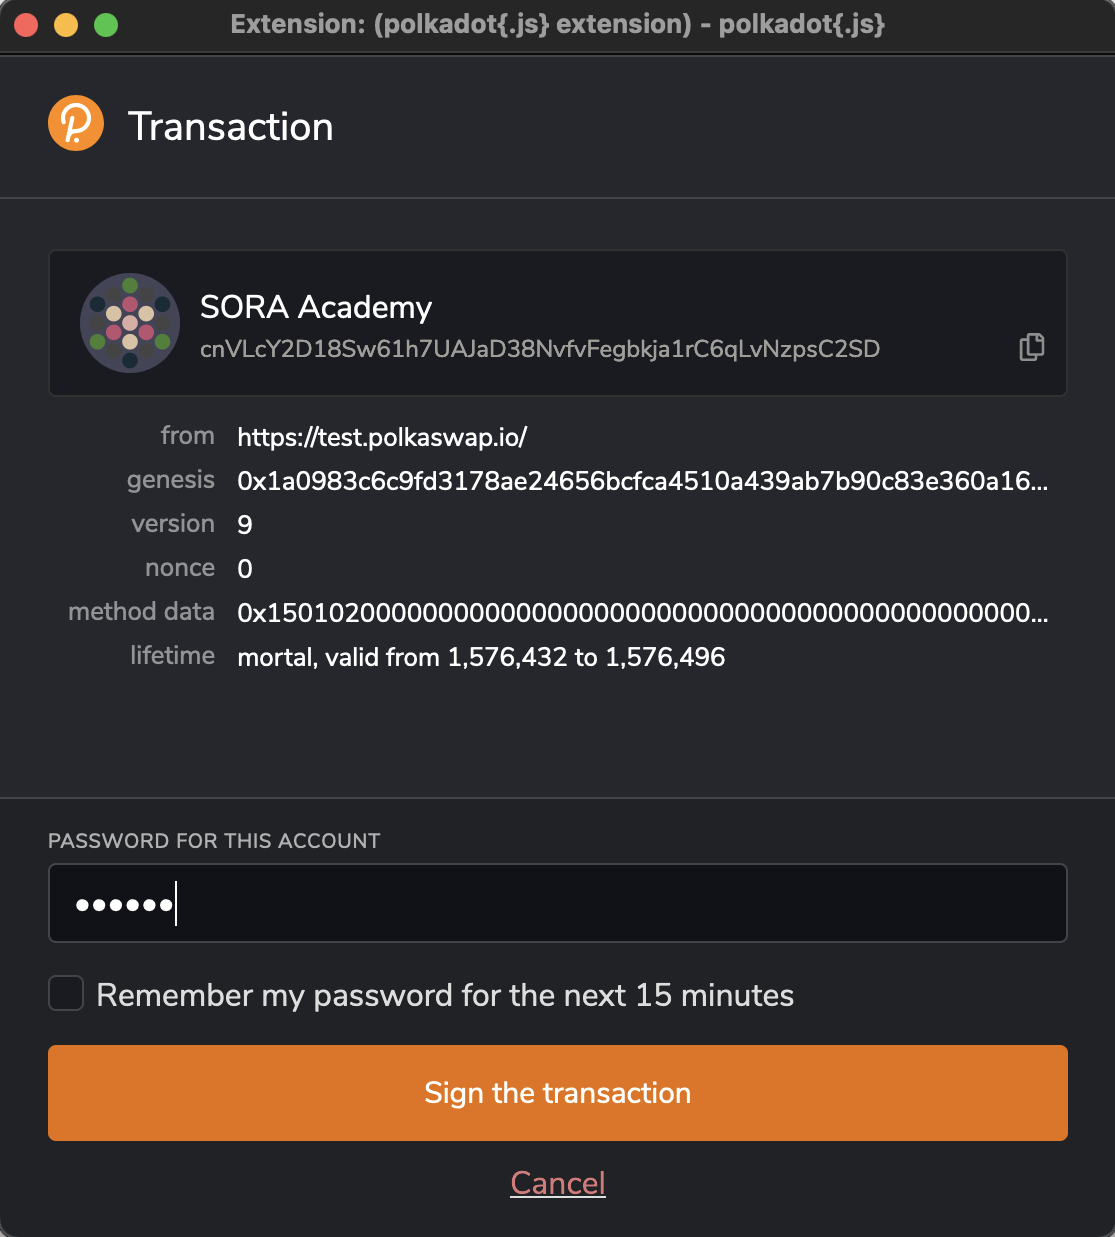 Extension: (polkadot{.js} extension) - polkadot{.js}
Transaction
SORA Academy
cnVLcY2D18Sw61h7UAJaD38NvfvFegbkja1rC6qLvNzpsC2SD
from https://test.polkaswap.io/
genesis 0x1a0983c6c9fd3178ae24656bcfca4510a439ab7b90c83e360a16...
version 9
nonce 0
method data 0x150102000000000000000000000000000000000000000000000...
lifetime mortal, valid from 1,576,432 to 1,576,496
PASSWORD FOR THIS ACCOUNT
••••••
Remember my password for the next 15 minutes
Sign the transaction
Cancel